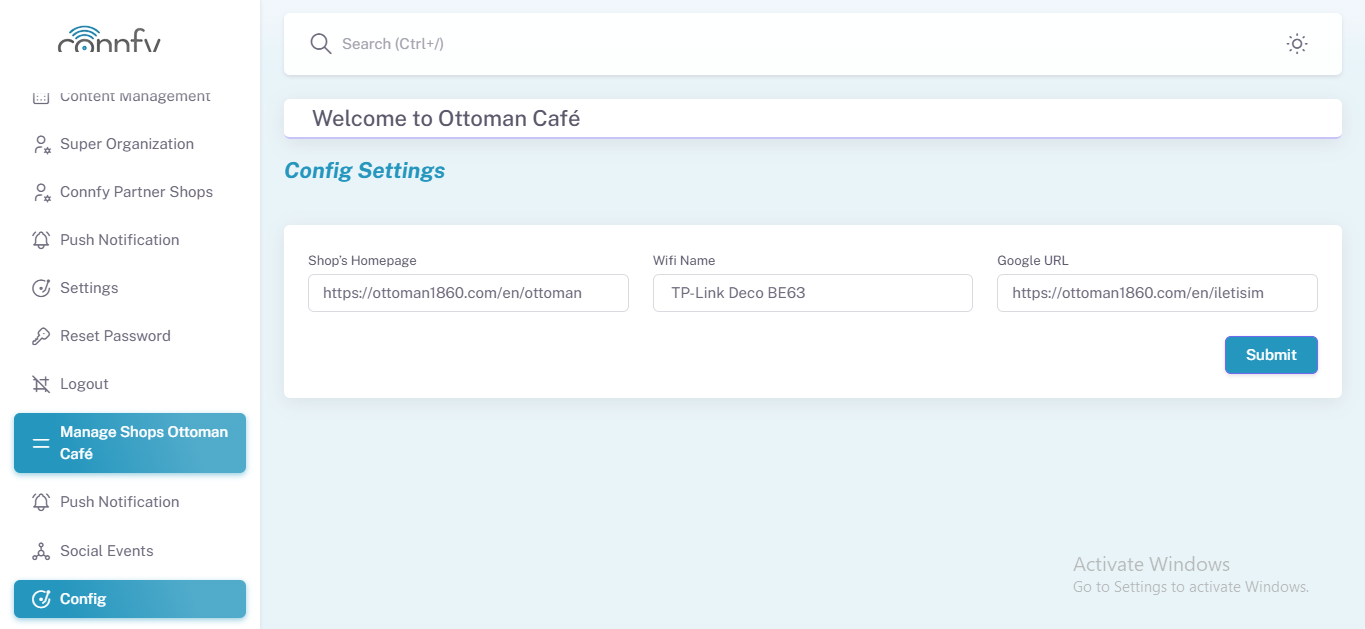 connfy
Search (Ctrl+/)
Content Management
Super Organization
Connfy Partner Shops
Push Notification
Settings
Reset Password
Logout
Manage Shops Ottoman
Café
Push Notification
Social Events
Config
Welcome to Ottoman Café
Config Settings
Shop's Homepage
https://ottoman1860.com/en/ottoman
Wifi Name
TP-Link Deco BE63
Google URL
https://ottoman1860.com/en/iletisim
Submit
Activate Windows
Go to Settings to activate Windows.